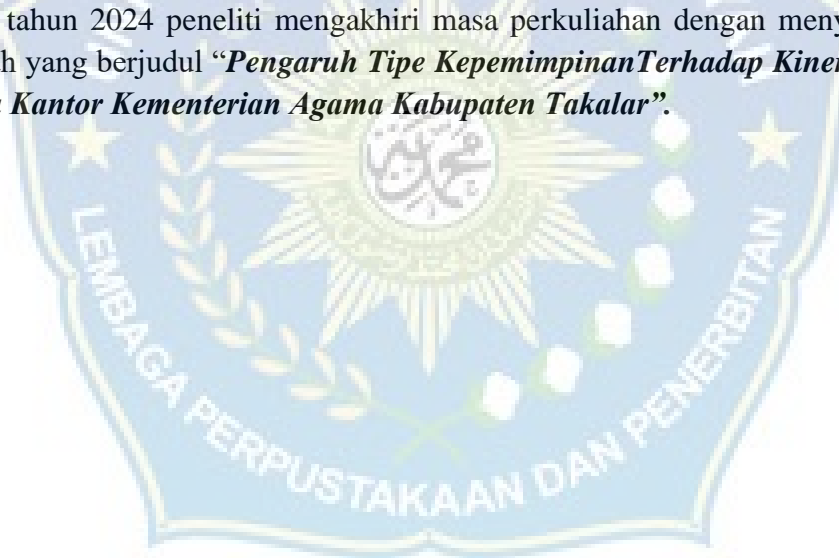 tahun 2024 peneliti mengakhiri masa perkuliahan dengan meny
h yang berjudul “Pengaruh Tipe KepemimpinanTerhadap Kiner
Kantor Kementerian Agama Kabupaten Takalar”.
LEMBAGA PERPUSTAKAAN DAN PENERBITAN